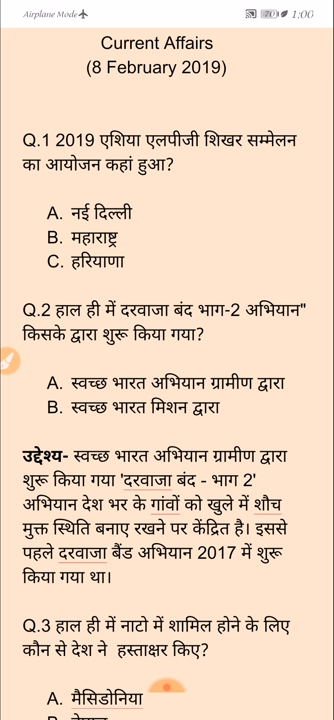 Airplane Mode 70 1:00
Current Affairs
(8 February 2019)
Q.1 2019 एशिया एलपीजी शिखर सम्मेलन
का आयोजन कहां हुआ?
A. नई दिल्ली
B. महाराष्ट्र
C. हरियाणा
Q.2 हाल ही में दरवाजा बंद भाग-2 अभियान"
किसके द्वारा शुरू किया गया?
A. स्वच्छ भारत अभियान ग्रामीण द्वारा
B. स्वच्छ भारत मिशन द्वारा
उद्देश्य- स्वच्छ भारत अभियान ग्रामीण द्वारा
शुरू किया गया 'दरवाजा बंद - भाग 2'
अभियान देश भर के गांवों को खुले में शौच
मुक्त स्थिति बनाए रखने पर केंद्रित है। इससे
पहले दरवाजा बैंड अभियान 2017 में शुरू
किया गया था।
Q.3 हाल ही में नाटो में शामिल होने के लिए
कौन से देश ने हस्ताक्षर किए?
A. मैसिडोनिया